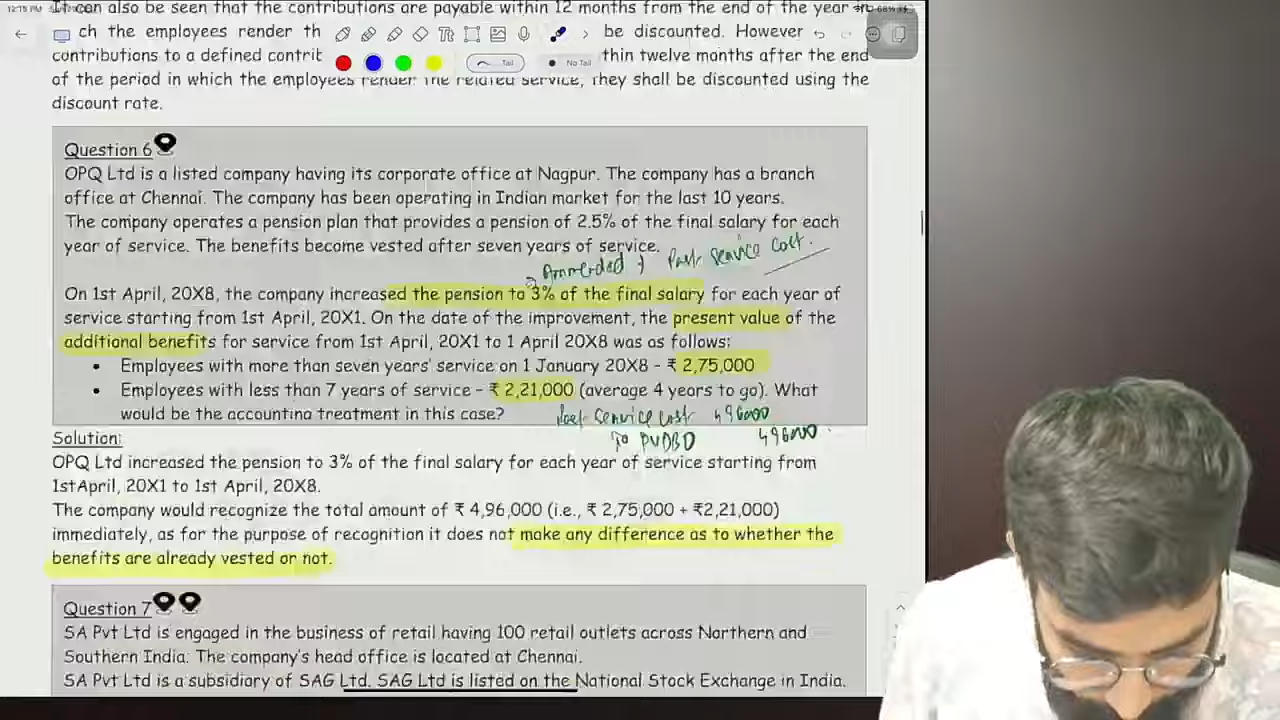 12:15 PM
68%
It can also be seen that the contributions are payable within 12 months from the end of the year
ch the employees render th be discounted. However
contributions to a defined contrit thin twelve months after the end
Tail No Tail
of the period in which the employees render the related service, they shall be discounted using the
discount rate.
Question 6
OPQ Ltd is a listed company having its corporate office at Nagpur. The company has a branch
office at Chennai. The company has been operating in Indian market for the last 10 years.
The company operates a pension plan that provides a pension of 2.5% of the final salary for each
year of service. The benefits become vested after seven years of service.
Ammended Past Service Cost.
On 1st April, 20X8, the company increased the pension to 3% of the final salary for each year of
service starting from 1st April, 20X1. On the date of the improvement, the present value of the
additional benefits for service from 1st April, 20X1 to 1 April 20X8 was as follows:
• Employees with more than seven years' service on 1 January 20X8 - ₹ 2,75,000
• Employees with less than 7 years of service - ₹ 2,21,000 (average 4 years to go). What
would be the accounting treatment in this case?
Past Service Cost 496000
To PVDBO 496000
Solution:
OPQ Ltd increased the pension to 3% of the final salary for each year of service starting from
1stApril, 20X1 to 1st April, 20X8.
The company would recognize the total amount of ₹ 4,96,000 (i.e., ₹ 2,75,000 + ₹2,21,000)
immediately, as for the purpose of recognition it does not make any difference as to whether the
benefits are already vested or not.
Question 7
SA Pvt Ltd is engaged in the business of retail having 100 retail outlets across Northern and
Southern India. The company's head office is located at Chennai.
SA Pvt Ltd is a subsidiary of SAG Ltd. SAG Ltd is listed on the National Stock Exchange in India.